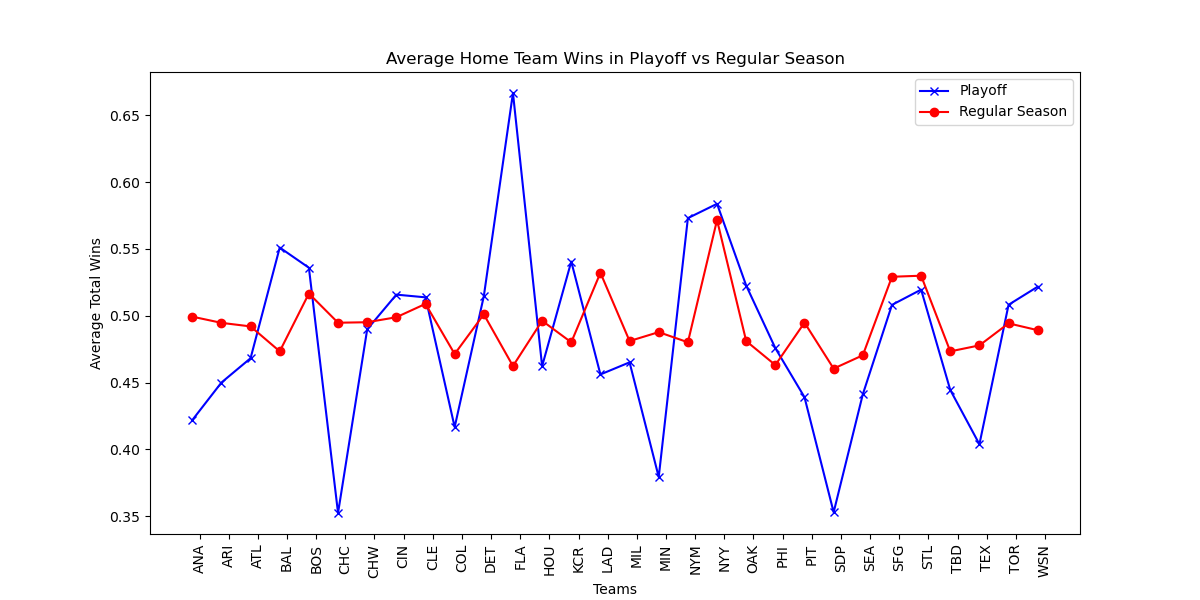 Average Home Team Wins in Playoff vs Regular Season
Playoff
Regular Season
0.65
0.60
0.55
0.50
0.45
0.40
0.35
Average Total Wins
ANA
ARI
ATL
BAL
BOS
CHC
CHW
CIN
CLE
COL
DET
FLA
HOU
KCR
LAD
MIL
MIN
NYM
NYY
OAK
PHI
PIT
SDP
SEA
SFG
STL
TBD
TEX
TOR
WSN
Teams